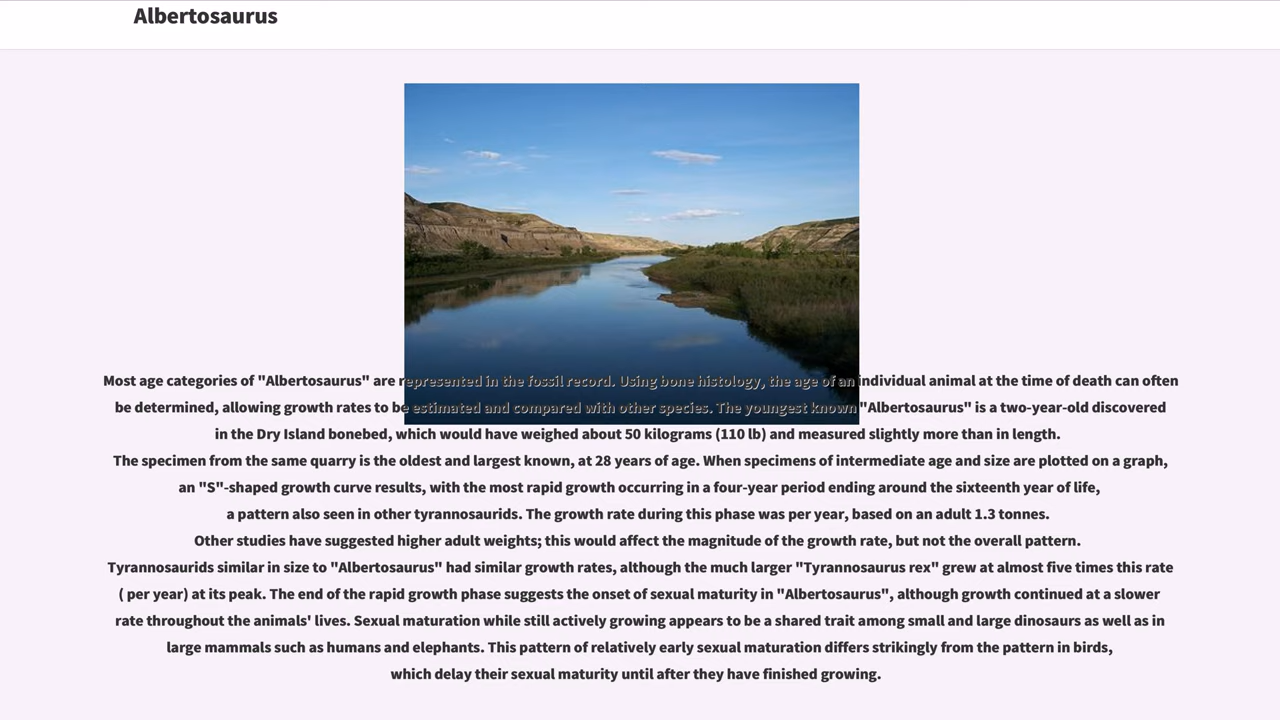 Albertosaurus
Most age categories of "Albertosaurus" are represented in the fossil record. Using bone histology, the age of an individual animal at the time of death can often
be determined, allowing growth rates to be estimated and compared with other species. The youngest known "Albertosaurus" is a two-year-old discovered
in the Dry Island bonebed, which would have weighed about 50 kilograms (110 lb) and measured slightly more than in length.
The specimen from the same quarry is the oldest and largest known, at 28 years of age. When specimens of intermediate age and size are plotted on a graph,
an "S"-shaped growth curve results, with the most rapid growth occurring in a four-year period ending around the sixteenth year of life,
a pattern also seen in other tyrannosaurids. The growth rate during this phase was per year, based on an adult 1.3 tonnes.
Other studies have suggested higher adult weights; this would affect the magnitude of the growth rate, but not the overall pattern.
Tyrannosaurids similar in size to "Albertosaurus" had similar growth rates, although the much larger "Tyrannosaurus rex" grew at almost five times this rate
( per year) at its peak. The end of the rapid growth phase suggests the onset of sexual maturity in "Albertosaurus", although growth continued at a slower
rate throughout the animals' lives. Sexual maturation while still actively growing appears to be a shared trait among small and large dinosaurs as well as in
large mammals such as humans and elephants. This pattern of relatively early sexual maturation differs strikingly from the pattern in birds,
which delay their sexual maturity until after they have finished growing.